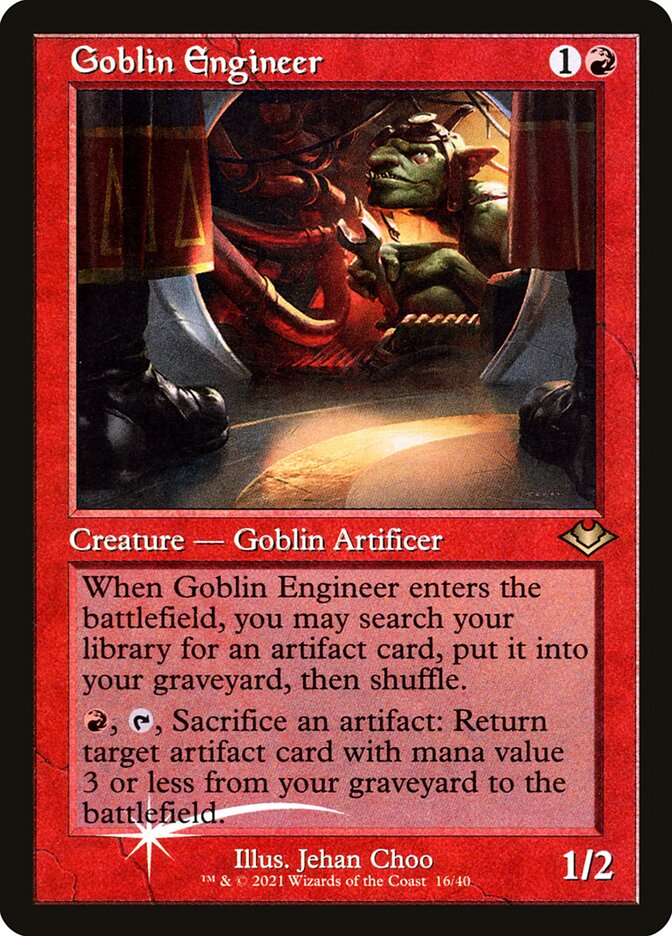 Goblin Engineer
1
Creature — Goblin Artificer
When Goblin Engineer enters the
battlefield, you may search your
library for an artifact card, put it into
your graveyard, then shuffle.
, , Sacrifice an artifact: Return
target artifact card with mana value
3 or less from your graveyard to the
battlefield.
Illus. Jehan Choo
™ & © 2021 Wizards of the Coast 16/40
1/2